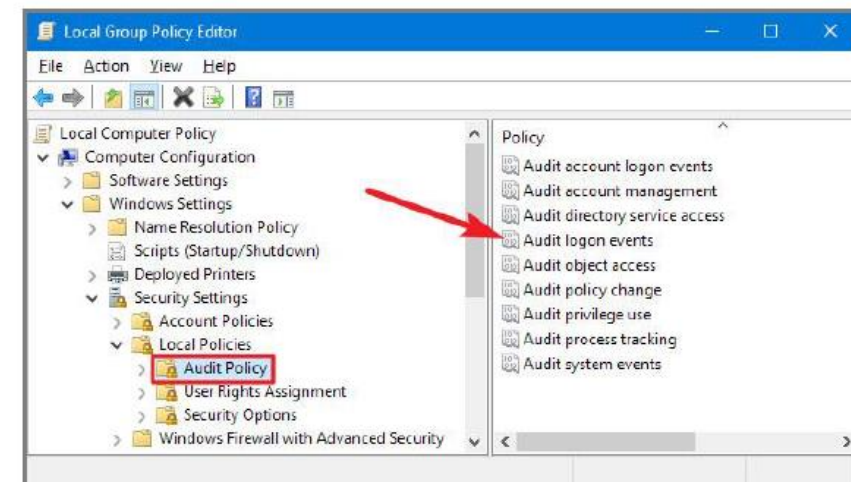 Local Group Policy Editor
File Action View Help
Local Computer Policy
Computer Configuration
Software Settings
Windows Settings
Name Resolution Policy
Scripts (Startup/Shutdown)
Deployed Printers
Security Settings
Account Policies
Local Policies
Audit Policy
User Rights Assignment
Security Options
Windows Firewall with Advanced Security
Policy
Audit account logon events
Audit account management
Audit directory service access
Audit logon events
Audit object access
Audit policy change
Audit privilege use
Audit process tracking
Audit system events